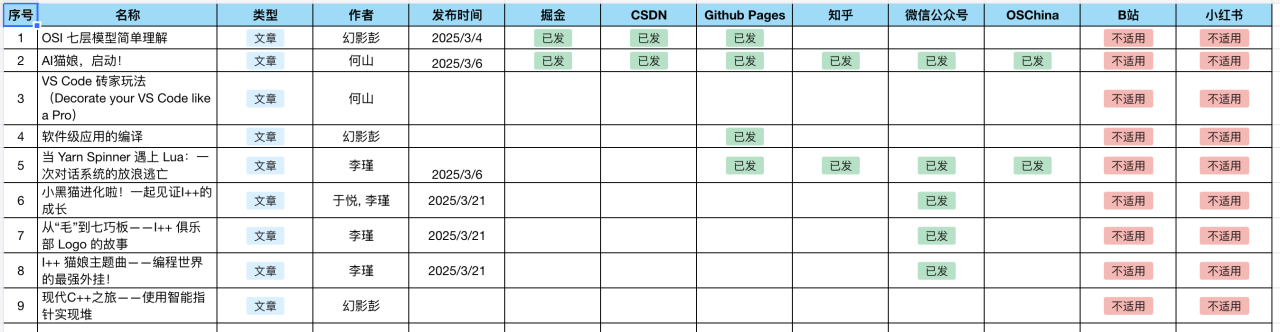 序号 名称 类型 作者 发布时间 掘金 CSDN Github Pages 知乎 微信公众号 OSChina B站 小红书
1 OSI 七层模型简单理解 文章 幻影彭 2025/3/4 已发 已发 已发 不适用 不适用
2 AI猫娘，启动！ 文章 何山 2025/3/6 已发 已发 已发 已发 已发 已发 不适用 不适用
VS Code 砖家玩法
3 （Decorate your VS Code like 文章 何山 不适用 不适用
a Pro）
4 软件级应用的编译 文章 幻影彭 已发 不适用 不适用
5 当 Yarn Spinner 遇上 Lua：一 文章 李瑾 2025/3/6 已发 已发 已发 已发 不适用 不适用
次对话系统的放浪逃亡
6 小黑猫进化啦！一起见证I++的 文章 于悦, 李瑾 2025/3/21 已发 不适用 不适用
成长
7 从“毛”到七巧板——I++ 俱乐 文章 李瑾 2025/3/21 已发 不适用 不适用
部 Logo 的故事
8 I++ 猫娘主题曲——编程世界 文章 李瑾 2025/3/21 已发 不适用 不适用
的最强外挂！
9 现代C++之旅——使用智能指 文章 幻影彭 不适用 不适用
针实现堆